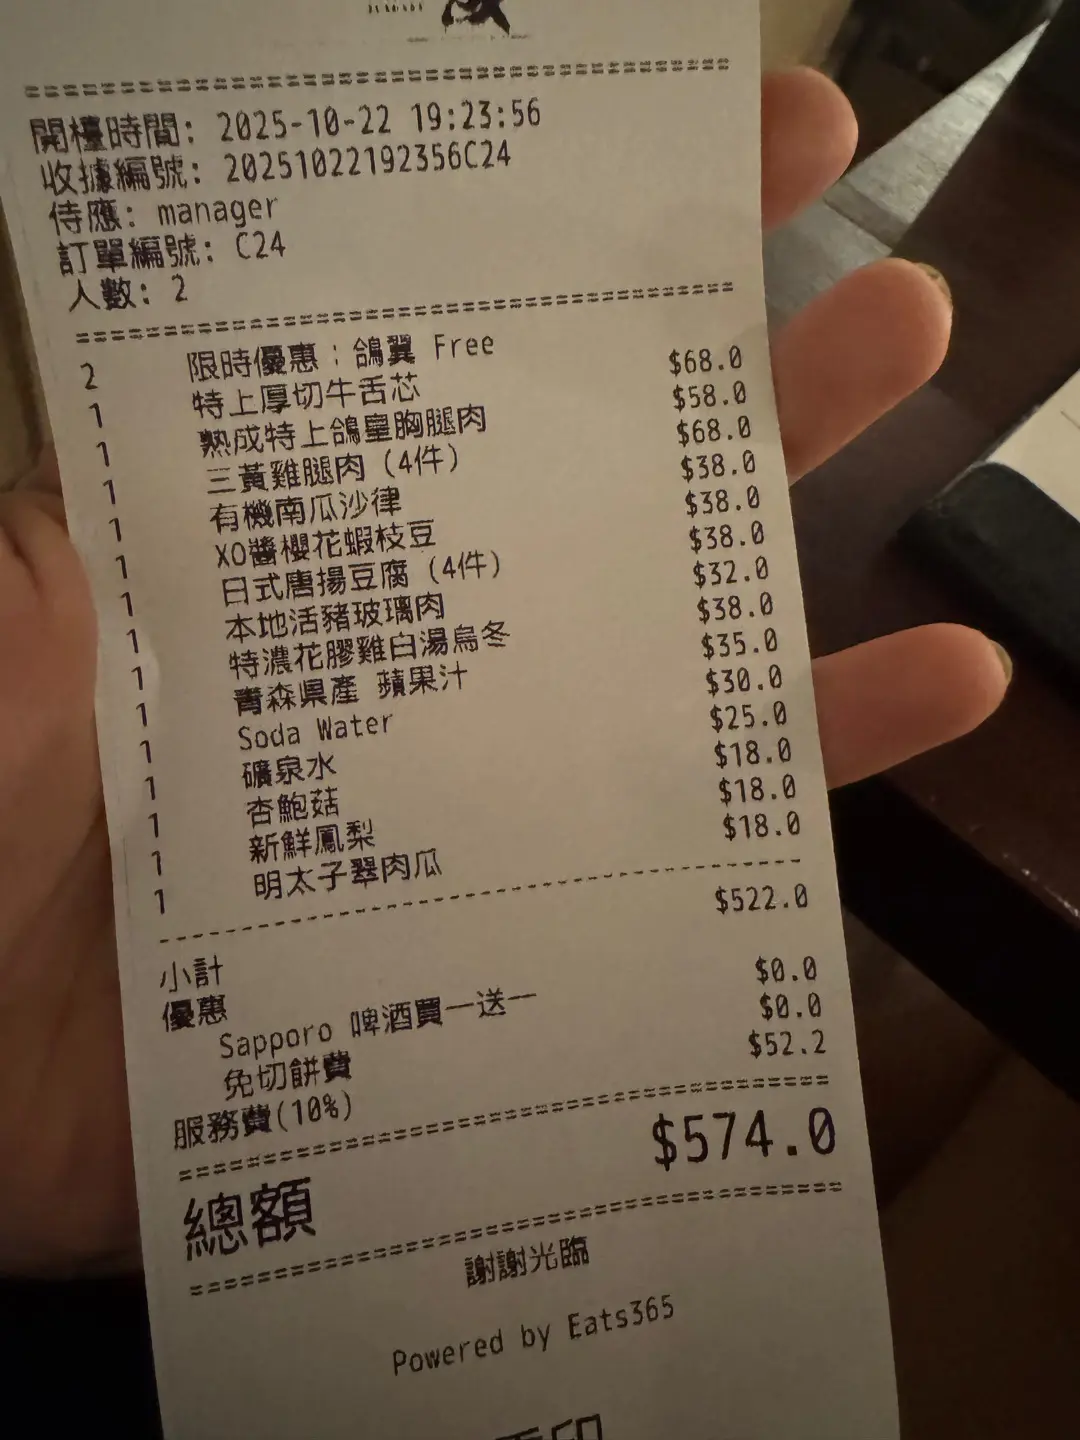 開檯時間: 2025-10-22 19:23:56
收據編號: 20251022192356C24
侍應: manager
訂單編號: C24
人數: 2
2 限時優惠：鴿翼 Free
1 特上厚切牛舌芯 $68.0
1 熟成特上鴿皇胸腿肉 $58.0
1 三黃雞腿肉 (4件) $68.0
1 有機南瓜沙律 $38.0
1 XO醬櫻花蝦枝豆 $38.0
1 日式唐揚豆腐 (4件) $38.0
1 本地活豬玻璃肉 $32.0
1 特濃花膠雞白湯烏冬 $38.0
1 青森県產 蘋果汁 $35.0
1 Soda Water $30.0
1 礦泉水 $25.0
1 杏鮑菇 $18.0
1 新鮮鳳梨 $18.0
1 明太子翠肉瓜 $18.0
小計 $522.0
優惠
Sapporo 啤酒買一送一 $0.0
免切餅費 $0.0
服務費(10%) $52.2
總額 $574.0
謝謝光臨
Powered by Eats365